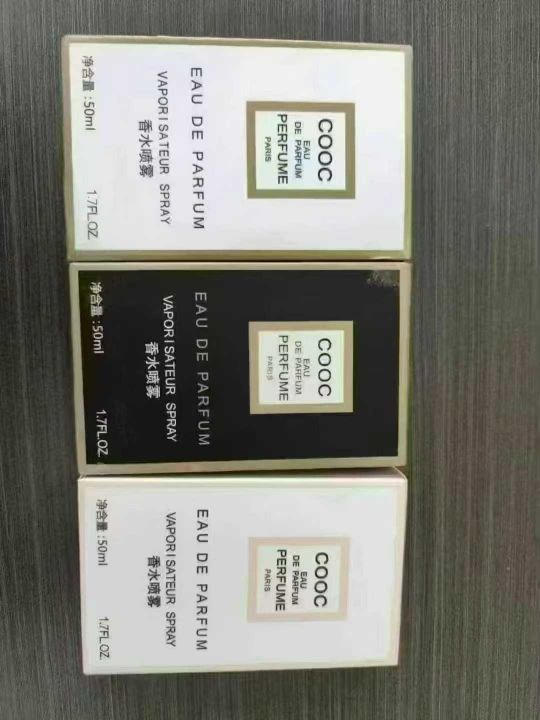 COOC
EAU
DE PARFUM
PERFUME
PARIS
EAU DE PARFUM
VAPORISATEUR SPRAY
香水喷雾
净含量:50ml
1.7FL.OZ.
COOC
EAU
DE PARFUM
PERFUME
PARIS
EAU DE PARFUM
VAPORISATEUR SPRAY
香水喷雾
净含量:50ml
1.7FL.OZ.
COOC
EAU
DE PARFUM
PERFUME
PARIS
EAU DE PARFUM
VAPORISATEUR SPRAY
香水喷雾
净含量:50ml
1.7FL.OZ.